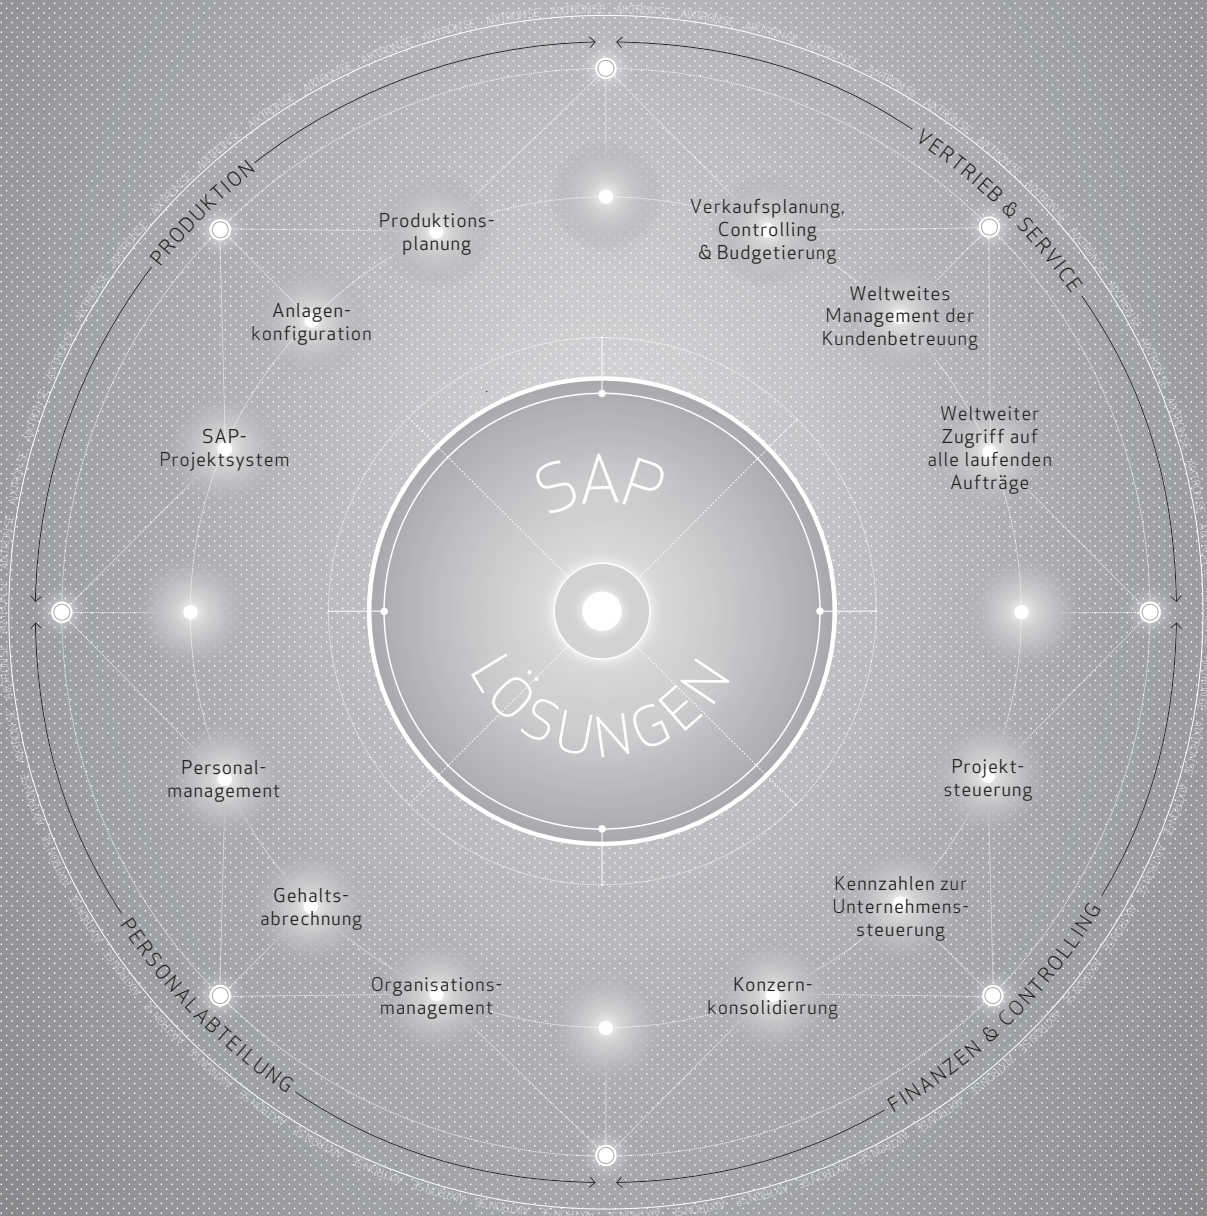 AIXTRON SE
PRODUKTION
VERTRIEB & SERVICE
Produktions-
planung
Verkaufsplanung,
Controlling
& Budgetierung
Anlagen-
konfiguration
Weltweites
Management der
Kundenbetreuung
SAP-
Projektsystem
Weltweiter
Zugriff auf
alle laufenden
Aufträge
SAP
LÖSUNGEN
Personal-
management
Projekt-
steuerung
Gehalts-
abrechnung
Kennzahlen zur
Unternehmens-
steuerung
Organisations-
management
Konzern-
konsolidierung
PERSONALABTEILUNG
FINANZEN & CONTROLLING